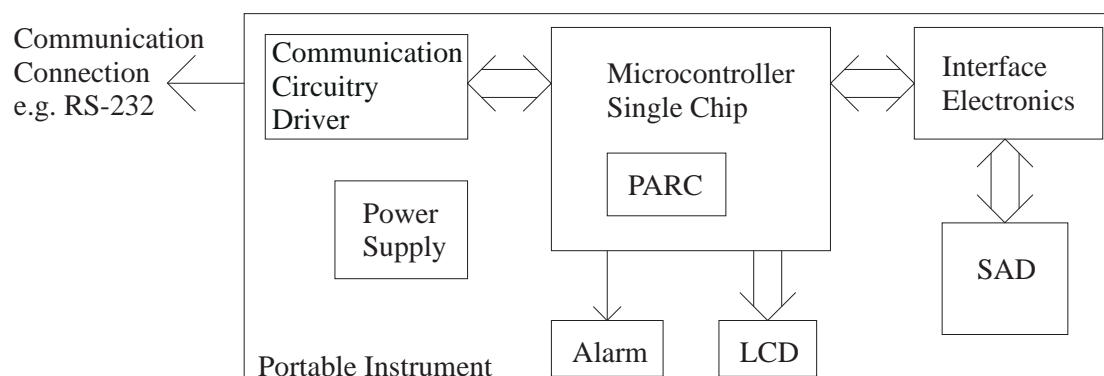 Communication
Connection
e.g. RS-232
Communication
Circuitry
Driver
Microcontroller
Single Chip
PARC
Interface
Electronics
Power
Supply
SAD
Alarm
LCD
Portable Instrument